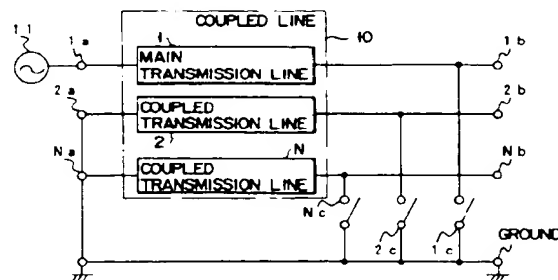 COUPLED LINE
11
1a
1
10
1b
MAIN
TRANSMISSION LINE
2a
2b
COUPLED
TRANSMISSION LINE
2
Na
N
Nb
COUPLED
TRANSMISSION LINE
Nc
2c
1c
GROUND